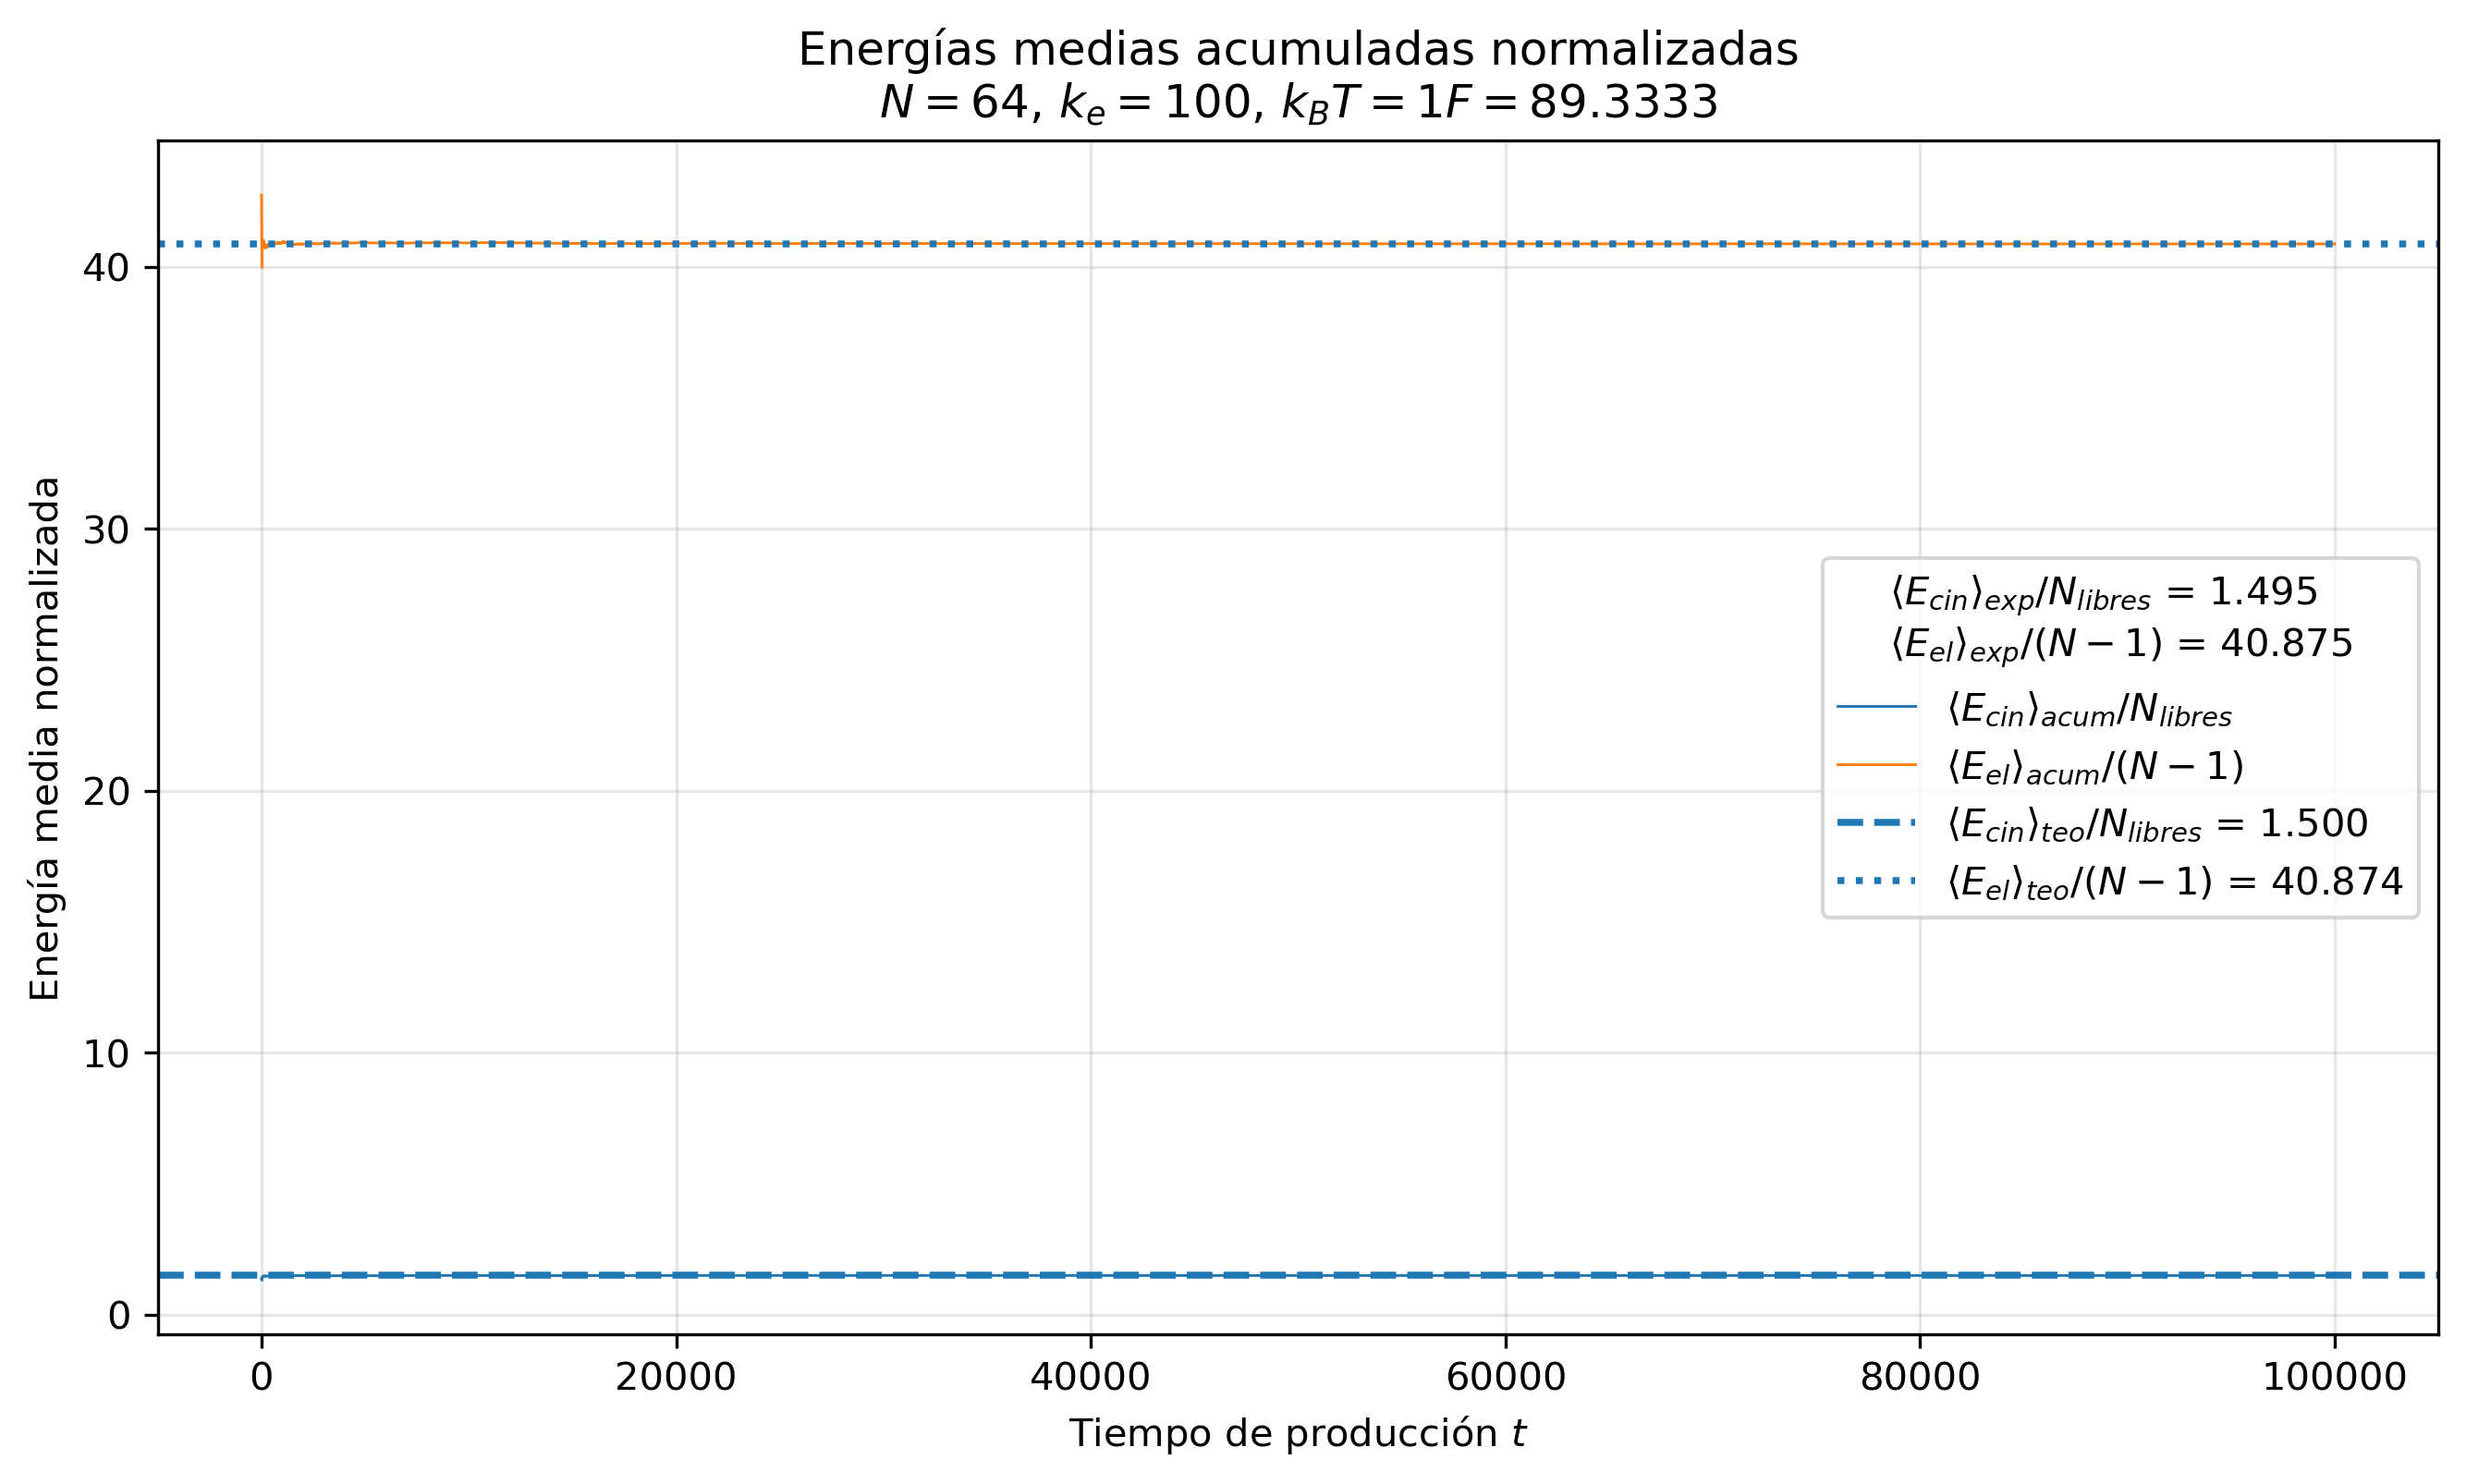 Energías medias acumuladas normalizadas
N = 64, k_e = 100, k_BT = 1F = 89.3333
Energía media normalizada
40
30
20
10
0
⟨E_cin⟩_exp/N_libres = 1.495
⟨E_el⟩_exp/(N − 1) = 40.875
⟨E_cin⟩_acum/N_libres
⟨E_el⟩_acum/(N − 1)
⟨E_cin⟩_teo/N_libres = 1.500
⟨E_el⟩_teo/(N − 1) = 40.874
0 20000 40000 60000 80000 100000
Tiempo de producción t